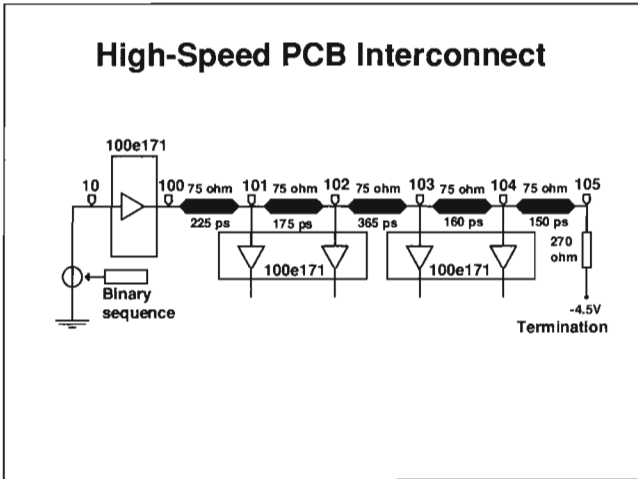 High-Speed PCB Interconnect
100e171
10
100
75 ohm
101
75 ohm
102
75 ohm
103
75 ohm
104
75 ohm
105
225 ps
175 ps
365 ps
160 ps
150 ps
270
ohm
100e171
100e171
Binary
sequence
-4.5V
Termination